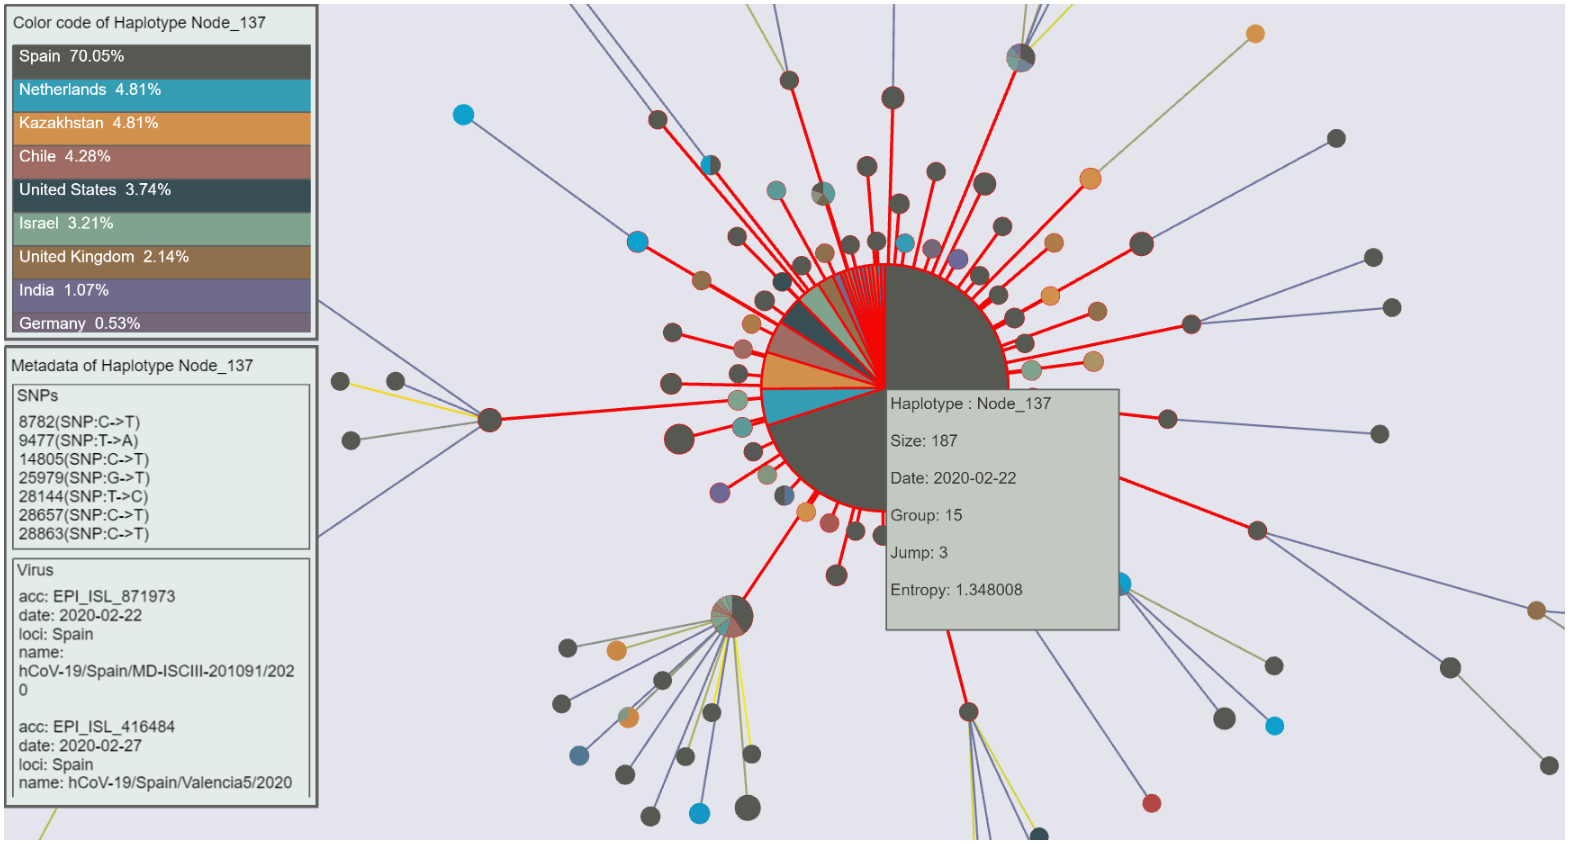 Color code of Haplotype Node_137
Spain 70.05%
Netherlands 4.81%
Kazakhstan 4.81%
Chile 4.28%
United States 3.74%
Israel 3.21%
United Kingdom 2.14%
India 1.07%
Germany 0.53%
Metadata of Haplotype Node_137
SNPs
8782(SNP:C->T)
9477(SNP:T->A)
14805(SNP:C->T)
25979(SNP:G->T)
28144(SNP:T->C)
28657(SNP:C->T)
28863(SNP:C->T)
Virus
acc: EPI_ISL_871973
date: 2020-02-22
loci: Spain
name:
hCoV-19/Spain/MD-ISCIII-201091/202
0
acc: EPI_ISL_416484
date: 2020-02-27
loci: Spain
name: hCoV-19/Spain/Valencia5/2020
Haplotype : Node_137
Size: 187
Date: 2020-02-22
Group: 15
Jump: 3
Entropy: 1.348008